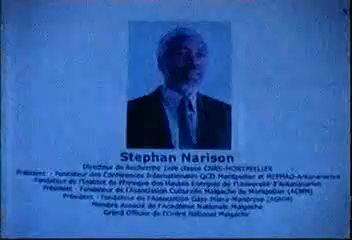 Stephan Narison
Directeur de Recherche 1ere classe CNRS-MONTPELLIER
Président - Fondateur des Conférences Internationales QCD Montpellier et HEPMAD-Antananarivo
Fondateur de l'Institut de Physique des Hautes Energies de l'Université d'Antananarivo
Président - Fondateur de l'Association Culturelle Malgache de Montpellier (ACMM)
Président - Fondateur de l'Association Gasy Miara-Mandroso (AGMM)
Membre Associé de l'Académie Nationale Malgache
Grand Officier de l'Ordre National Malgache